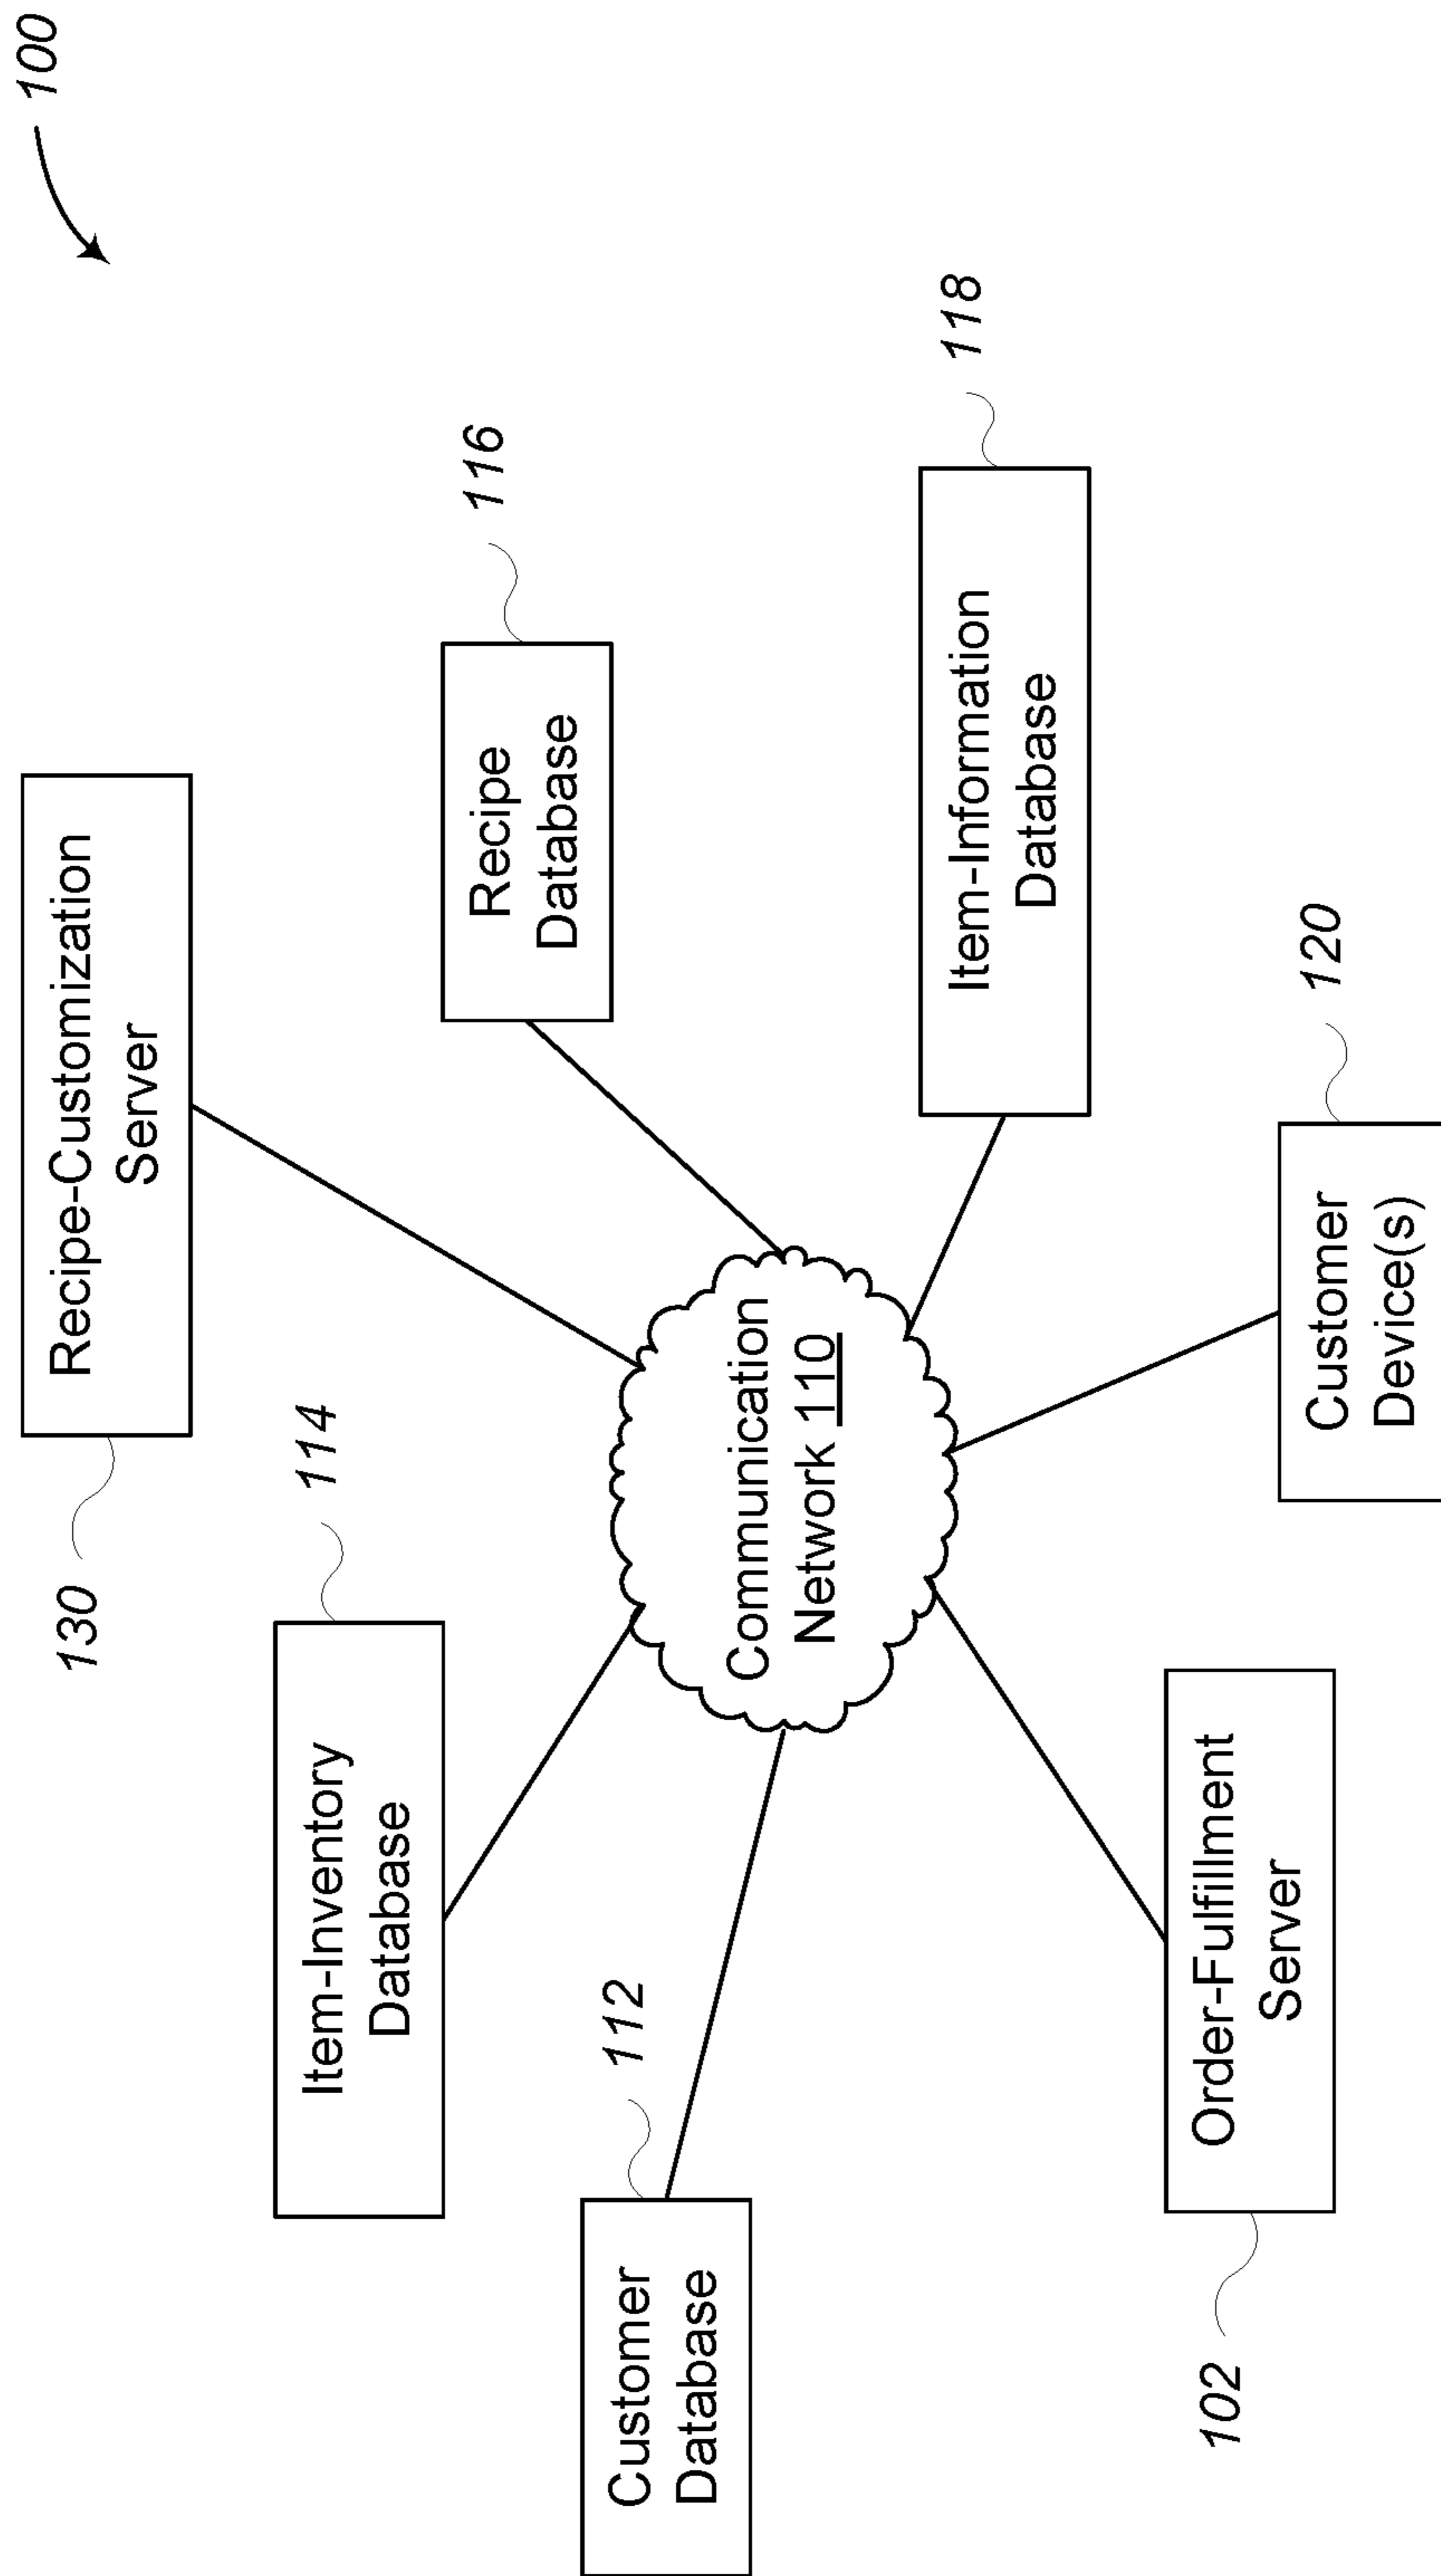 100
130
Recipe-Customization
Server
114
Item-Inventory
Database
116
Recipe
Database
112
Customer
Database
Communication
Network 110
118
Item-Information
Database
102
Order-Fulfillment
Server
120
Customer
Device(s)